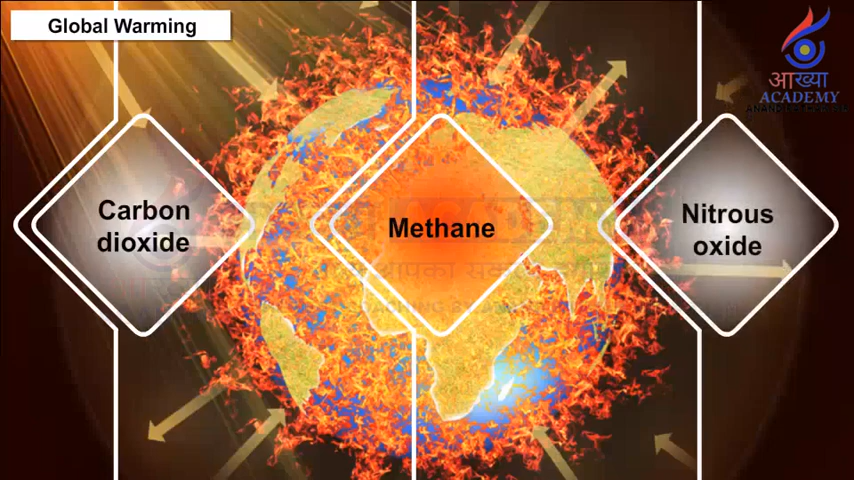 Global Warming
आख्या
ACADEMY
Carbon
dioxide
Methane
Nitrous
oxide